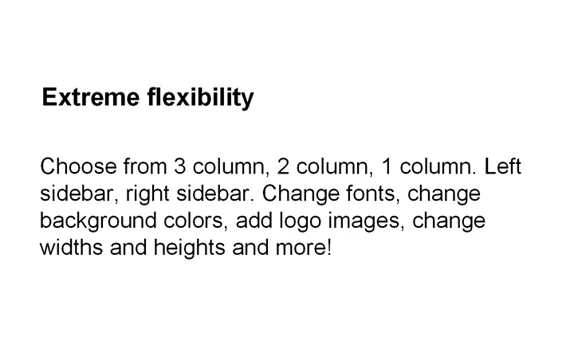 Extreme flexibility
Choose from 3 column, 2 column, 1 column. Left
sidebar, right sidebar. Change fonts, change
background colors, add logo images, change
widths and heights and more!